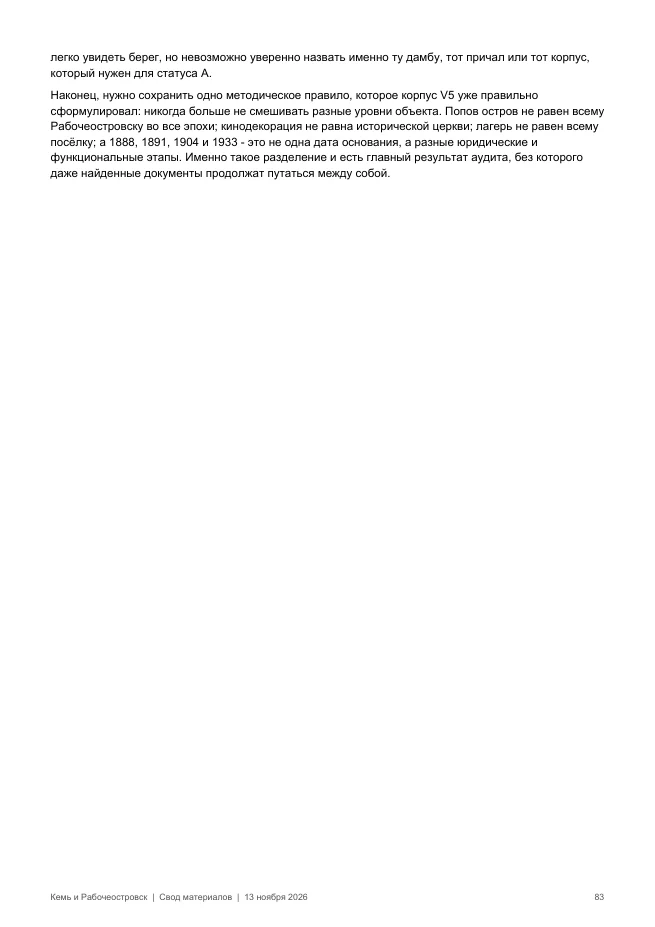 легко увидеть берег, но невозможно уверенно назвать именно ту дамбу, тот причал или тот корпус,
который нужен для статуса А.
Наконец, нужно сохранить одно методическое правило, которое корпус V5 уже правильно
сформулировал: никогда больше не смешивать разные уровни объекта. Попов остров не равен всему
Рабочеостровску во все эпохи; кинодекорация не равна исторической церкви; лагерь не равен всему
посёлку; а 1888, 1891, 1904 и 1933 - это не одна дата основания, а разные юридические и
функциональные этапы. Именно такое разделение и есть главный результат аудита, без которого
даже найденные документы продолжат путаться между собой.
Кемь и Рабочеостровск | Свод материалов | 13 ноября 2026 83